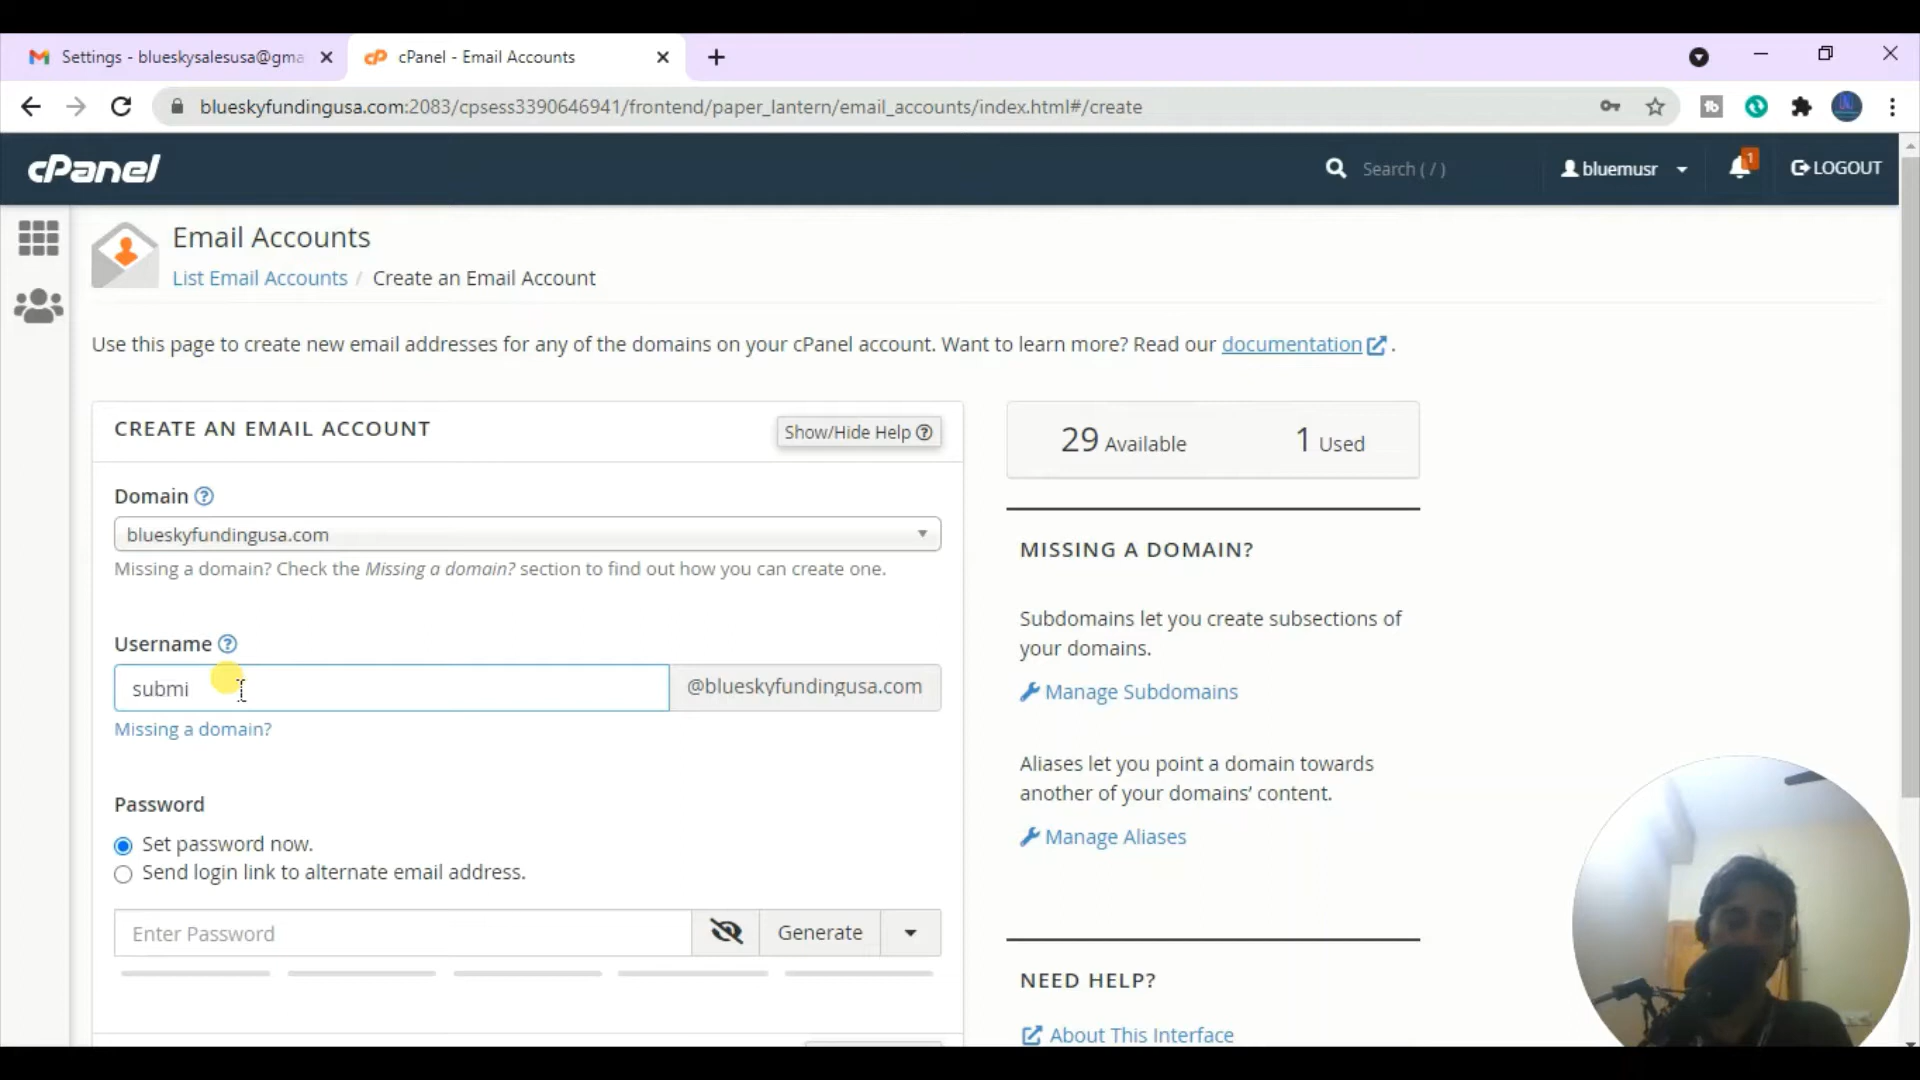 Settings - blueskysalesusa@gma
cPanel - Email Accounts
blueskyfundingusa.com:2083/cpsess3390646941/frontend/paper_lantern/email_accounts/index.html#/create
cPanel
Search ( / )
bluemusr
1
LOGOUT
Email Accounts
List Email Accounts / Create an Email Account
Use this page to create new email addresses for any of the domains on your cPanel account. Want to learn more? Read our documentation .
CREATE AN EMAIL ACCOUNT
Show/Hide Help
29 Available
1 Used
Domain
blueskyfundingusa.com
Missing a domain? Check the Missing a domain? section to find out how you can create one.
Username
submi
@blueskyfundingusa.com
Missing a domain?
Password
Set password now.
Send login link to alternate email address.
Enter Password
Generate
MISSING A DOMAIN?
Subdomains let you create subsections of
your domains.
Manage Subdomains
Aliases let you point a domain towards
another of your domains’ content.
Manage Aliases
NEED HELP?
About This Interface